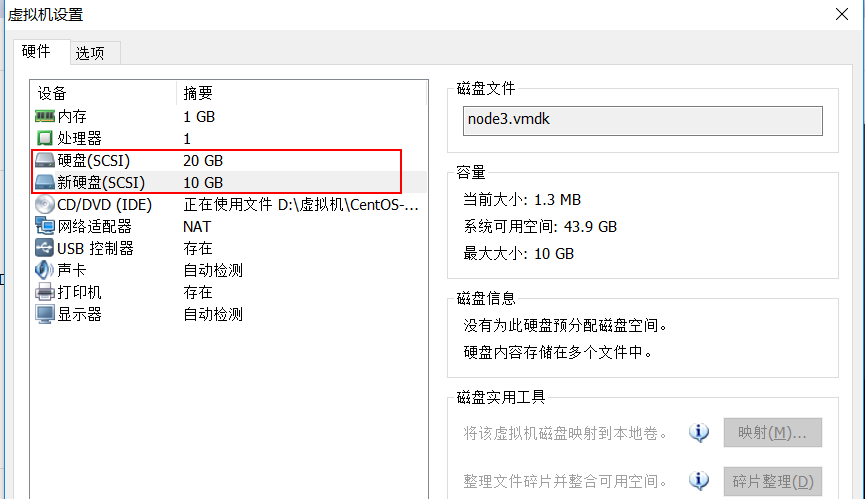 虚拟机设置
硬件 选项
设备 摘要
内存 1 GB
处理器 1
硬盘(SCSI) 20 GB
新硬盘(SCSI) 10 GB
CD/DVD (IDE) 正在使用文件 D:\虚拟机\CentOS-...
网络适配器 NAT
USB 控制器 存在
声卡 自动检测
打印机 存在
显示器 自动检测
磁盘文件
node3.vmdk
容量
当前大小: 1.3 MB
系统可用空间: 43.9 GB
最大大小: 10 GB
磁盘信息
没有为此硬盘预分配磁盘空间。
硬盘内容存储在多个文件中。
磁盘实用工具
将该虚拟机磁盘映射到本地卷。 映射(M)...
整理文件碎片并整合可用空间。 碎片整理(D)